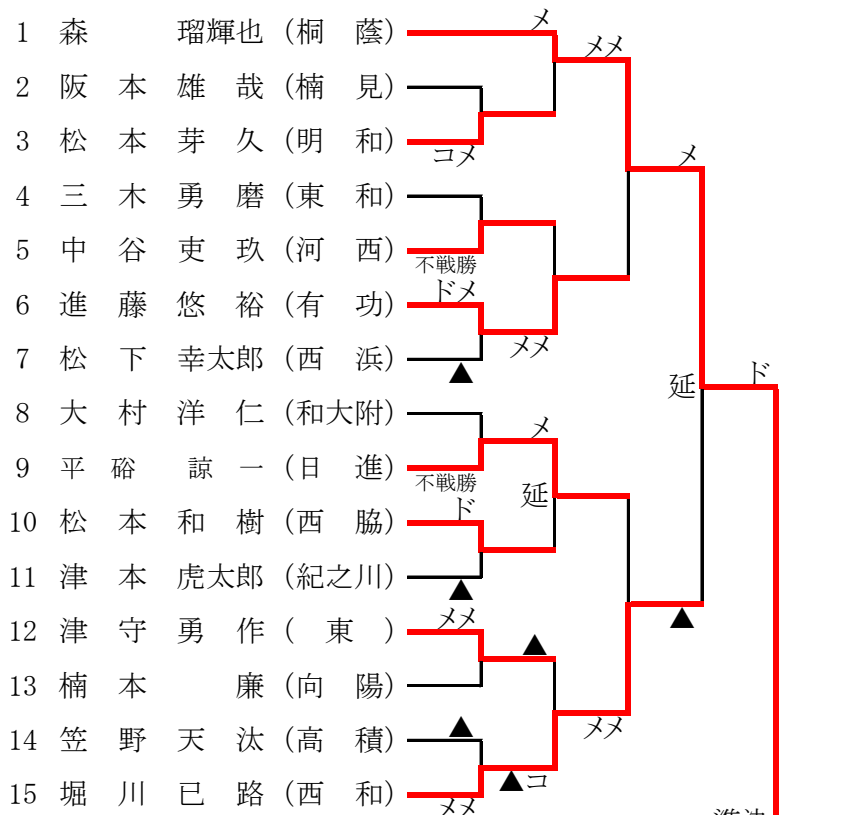 1 森 瑠輝也 (桐 蔭) メ
メメ
2 阪 本 雄 哉 (楠 見)
3 松 本 芽 久 (明 和)
コメ メ
4 三 木 勇 磨 (東 和)
5 中 谷 吏 玖 (河 西)
不戦勝
6 進 藤 悠 裕 (有 功) ドメ
メメ
7 松 下 幸太郎 (西 浜)
▲ 延 ド
8 大 村 洋 仁 (和大附)
メ
9 平 硲 諒 一 (日 進)
不戦勝 延
10 松 本 和 樹 (西 脇) ド
11 津 本 虎太郎 (紀之川)
▲ ▲
12 津 守 勇 作 ( 東 ) メメ
▲
13 楠 本 廉 (向 陽)
▲ メメ
14 笠 野 天 汰 (高 積)
▲コ
15 堀 川 已 路 (西 和)
メメ